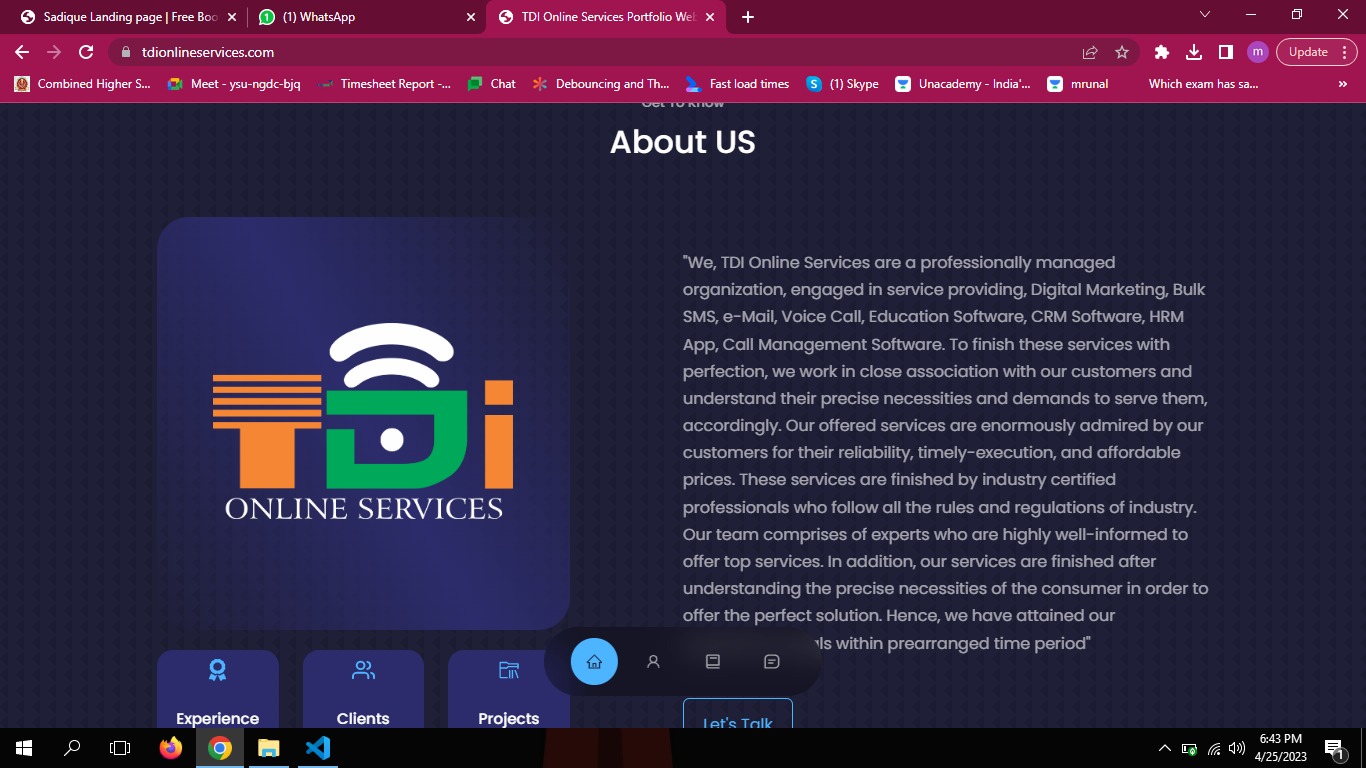 Sadique Landing page | Free Boo
(1) WhatsApp
TDI Online Services Portfolio Web
tdionlineservices.com
m
Update
Combined Higher S...
Meet - ysu-ngdc-bjq
Timesheet Report -...
Chat
Debouncing and Th...
Fast load times
(1) Skype
Unacademy - India'...
mrunal
Which exam has sa...
»
Get To Know
About US
"We, TDI Online Services are a professionally managed
organization, engaged in service providing, Digital Marketing, Bulk
SMS, e-Mail, Voice Call, Education Software, CRM Software, HRM
App, Call Management Software. To finish these services with
perfection, we work in close association with our customers and
understand their precise necessities and demands to serve them,
accordingly. Our offered services are enormously admired by our
customers for their reliability, timely-execution, and affordable
prices. These services are finished by industry certified
professionals who follow all the rules and regulations of industry.
Our team comprises of experts who are highly well-informed to
offer top services. In addition, our services are finished after
understanding the precise necessities of the consumer in order to
offer the perfect solution. Hence, we have attained our
within prearranged time period"
TDi
ONLINE SERVICES
Experience
Clients
Projects
Let's Talk
6:43 PM
4/25/2023
1